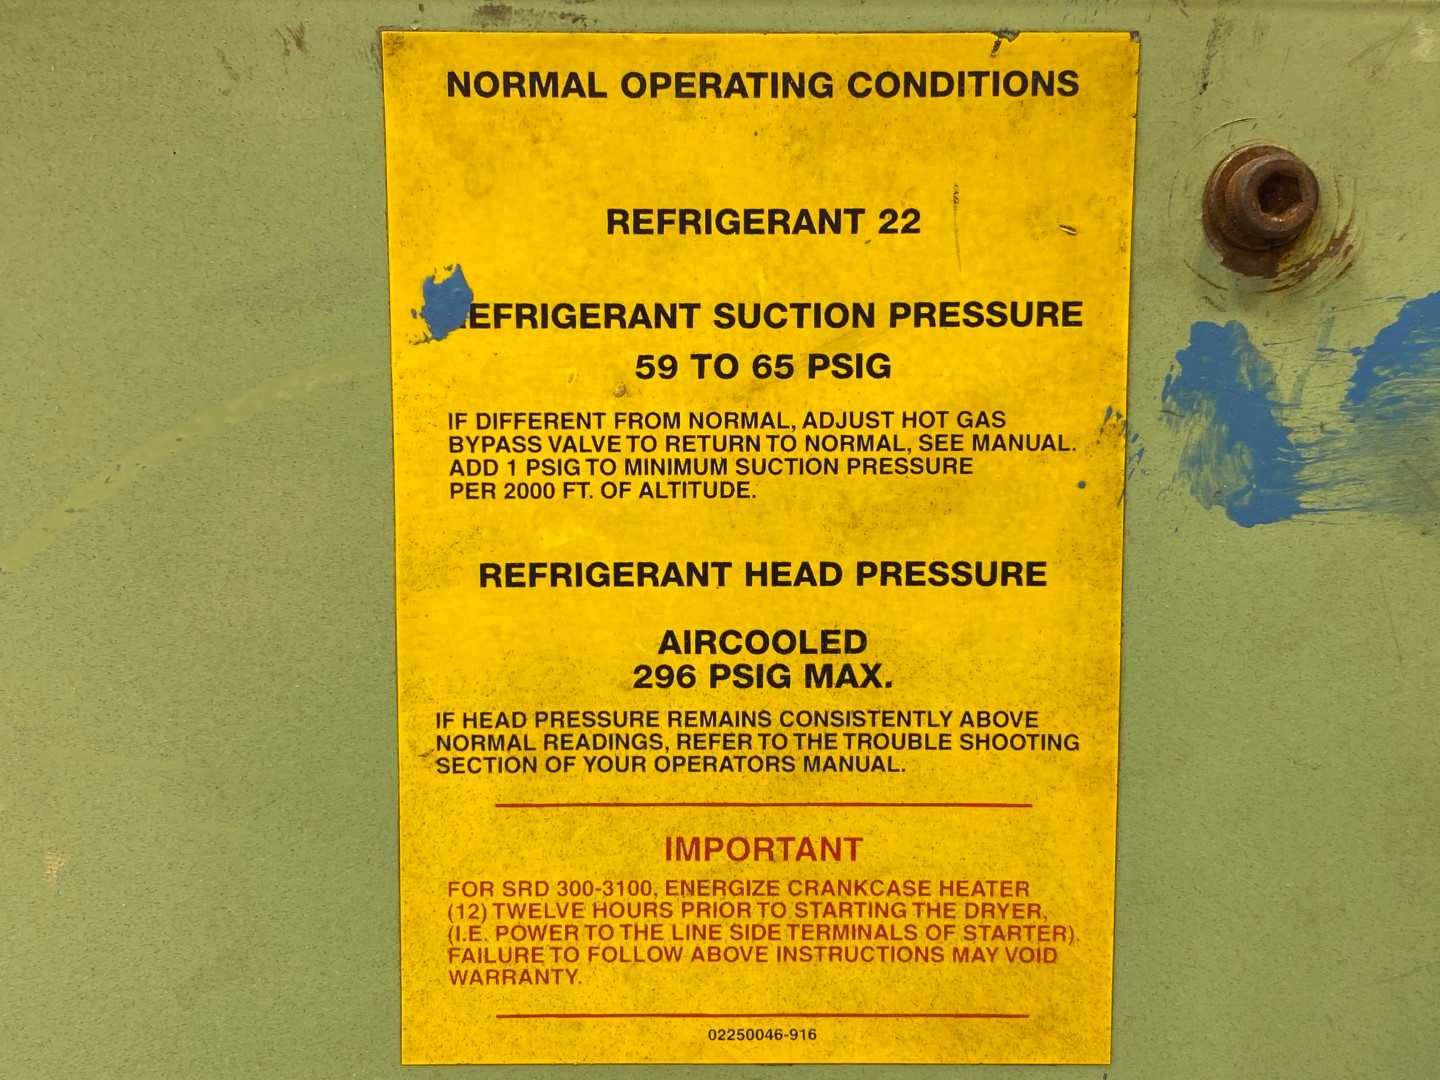 NORMAL OPERATING CONDITIONS
REFRIGERANT 22
REFRIGERANT SUCTION PRESSURE
59 TO 65 PSIG
IF DIFFERENT FROM NORMAL, ADJUST HOT GAS
BYPASS VALVE TO RETURN TO NORMAL, SEE MANUAL.
ADD 1 PSIG TO MINIMUM SUCTION PRESSURE
PER 2000 FT. OF ALTITUDE.
REFRIGERANT HEAD PRESSURE
AIRCOOLED
296 PSIG MAX.
IF HEAD PRESSURE REMAINS CONSISTENTLY ABOVE
NORMAL READINGS, REFER TO THE TROUBLE SHOOTING
SECTION OF YOUR OPERATORS MANUAL.
IMPORTANT
FOR SRD 300-3100, ENERGIZE CRANKCASE HEATER
(12) TWELVE HOURS PRIOR TO STARTING THE DRYER,
(I.E. POWER TO THE LINE SIDE TERMINALS OF STARTER).
FAILURE TO FOLLOW ABOVE INSTRUCTIONS MAY VOID
WARRANTY.
02250046-916